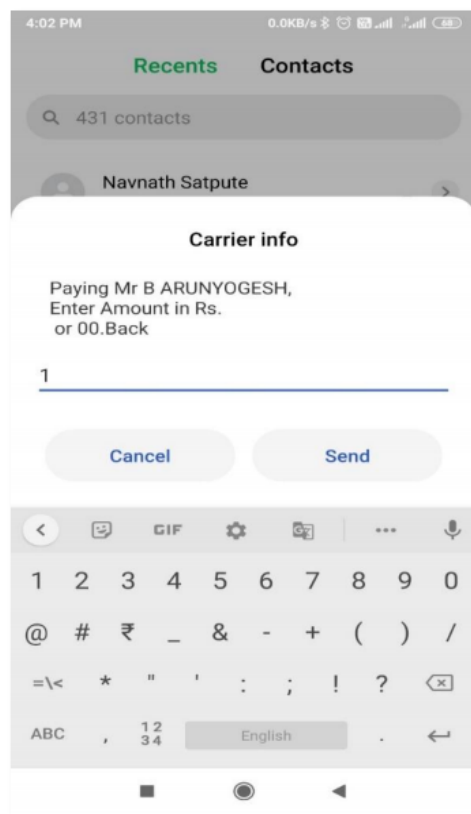 4:02 PM 0.0KB/s 68
Recents Contacts
431 contacts
Navnath Satpute
Carrier info
Paying Mr B ARUNYOGESH,
Enter Amount in Rs.
or 00.Back
1
Cancel Send
GIF
1 2 3 4 5 6 7 8 9 0
@ # ₹ _ & - + ( ) /
=\< * " ' : ; ! ?
ABC , 12 34 English .